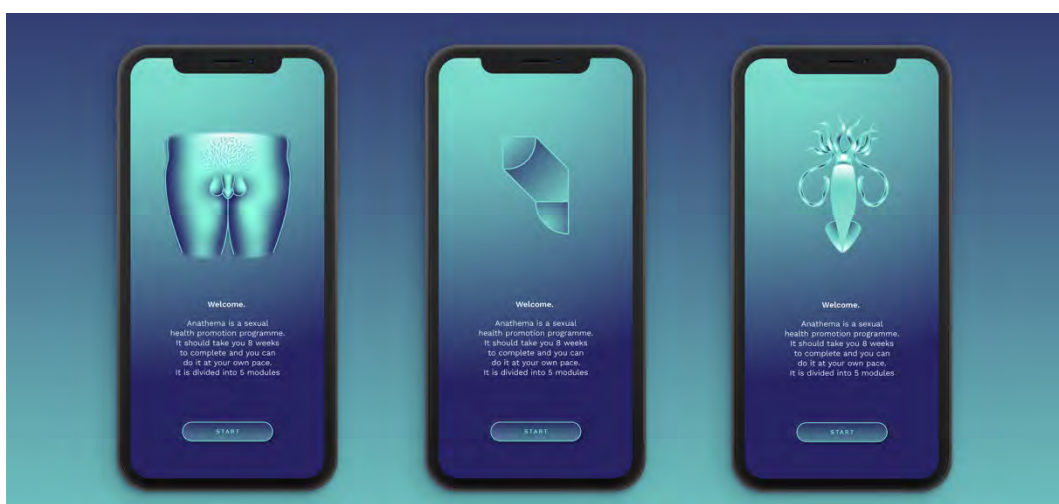 Welcome.
Anathema is a sexual
health promotion programme.
It should take you 8 weeks
to complete and you can
do it at your own pace.
It is divided into 5 modules
START
Welcome.
Anathema is a sexual
health promotion programme.
It should take you 8 weeks
to complete and you can
do it at your own pace.
It is divided into 5 modules
START
Welcome.
Anathema is a sexual
health promotion programme.
It should take you 8 weeks
to complete and you can
do it at your own pace.
It is divided into 5 modules
START